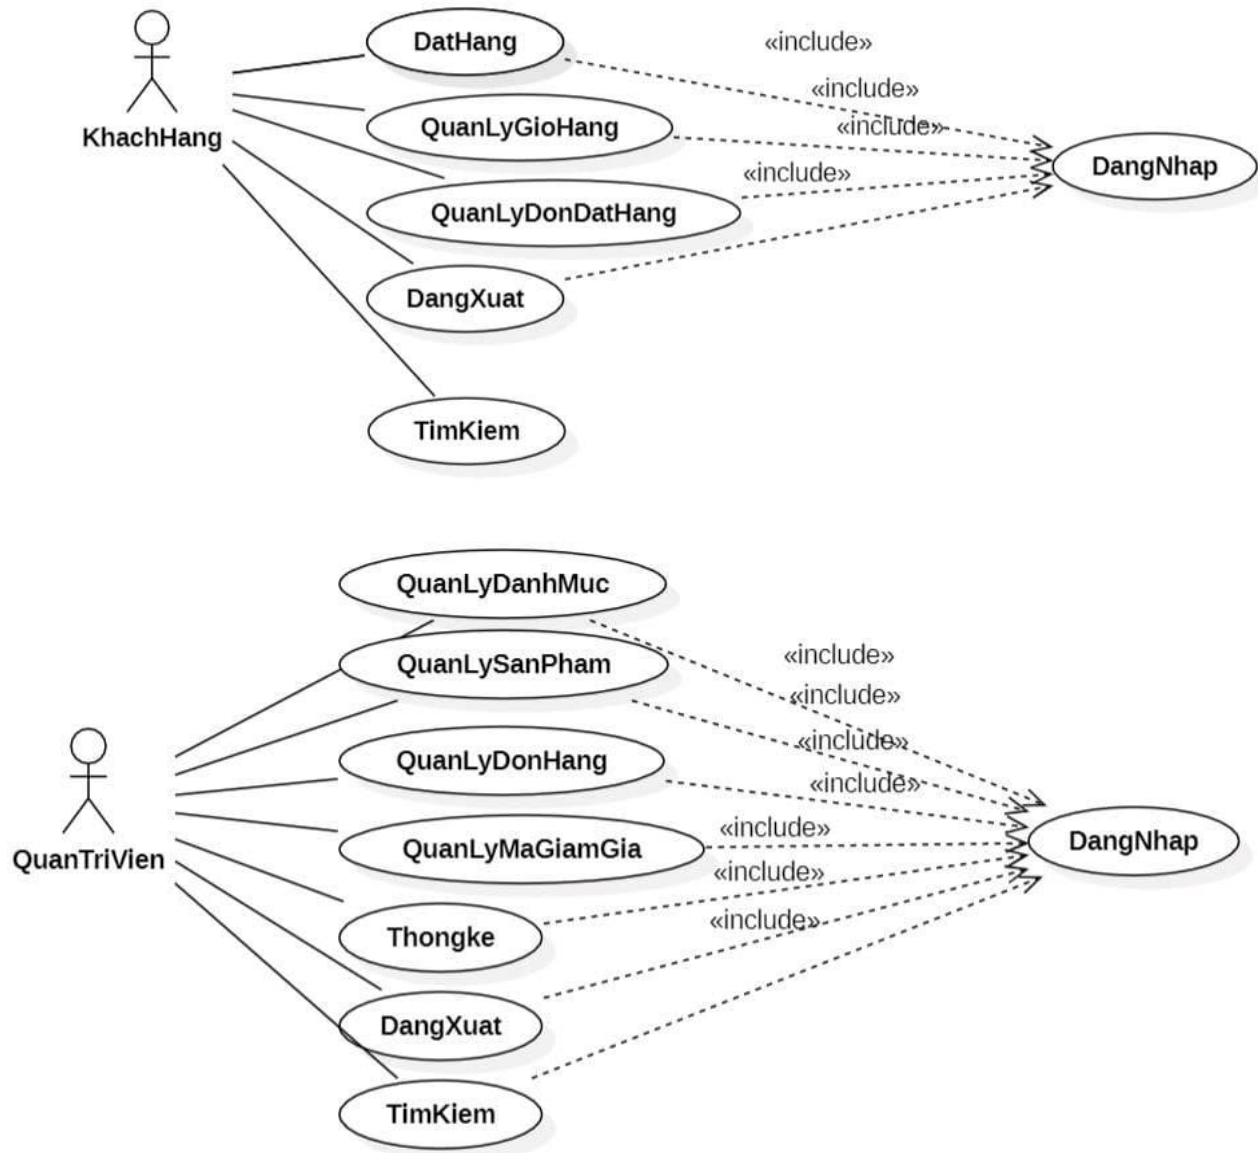 DatHang
«include»
«include»
QuanLyGioHang
«include»
KhachHang
DangNhap
«include»
QuanLyDonDatHang
DangXuat
TimKiem
QuanLyDanhMuc
«include»
QuanLySanPham
«include»
«include»
QuanLyDonHang
«include»
«include»
DangNhap
QuanLyMaGiamGia
QuanTriVien
«include»
«include»
Thongke
DangXuat
TimKiem